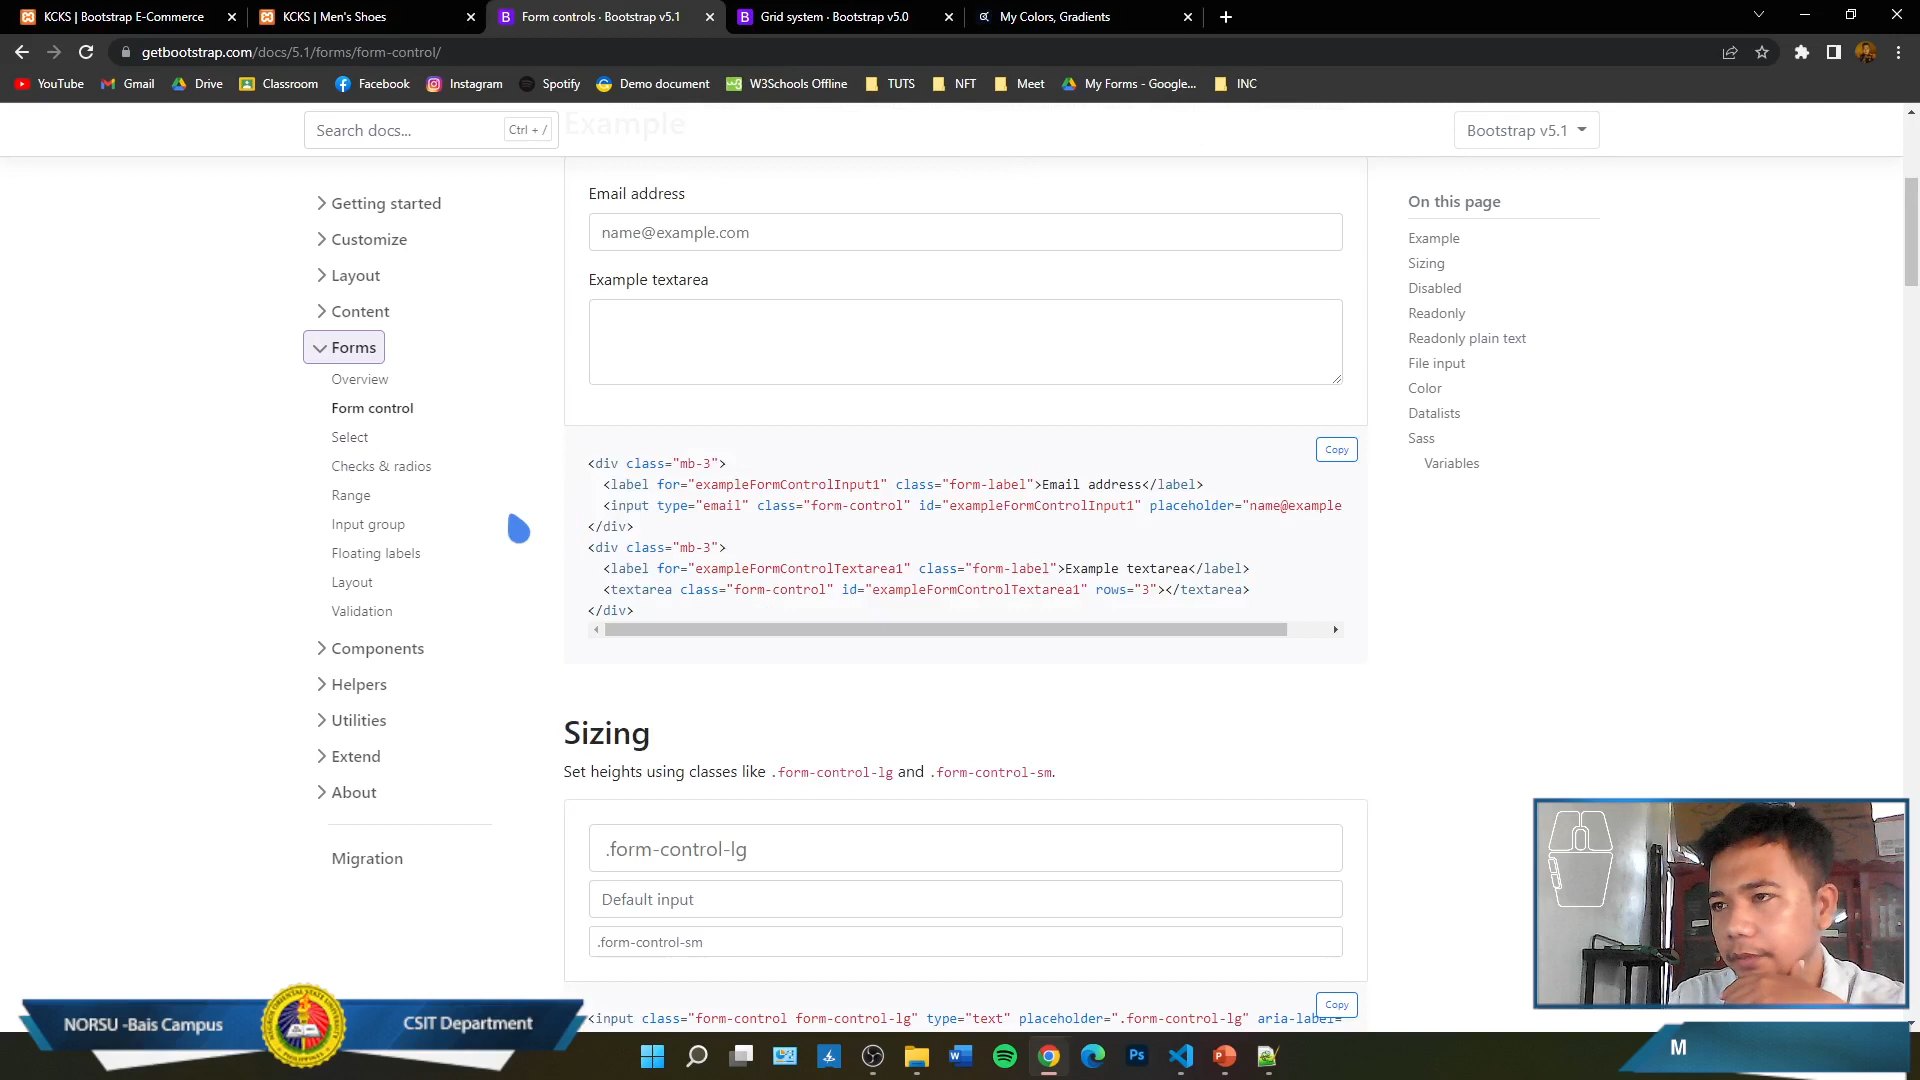 KCKS | Bootstrap E-Commerce
KCKS | Men's Shoes
Form controls · Bootstrap v5.1
Grid system · Bootstrap v5.0
My Colors, Gradients
getbootstrap.com/docs/5.1/forms/form-control/
YouTube
Gmail
Drive
Classroom
Facebook
Instagram
Spotify
Demo document
W3Schools Offline
TUTS
NFT
Meet
My Forms - Google...
INC
Search docs...
Ctrl + /
Example
Bootstrap v5.1
Getting started
Customize
Layout
Content
Forms
Overview
Form control
Select
Checks & radios
Range
Input group
Floating labels
Layout
Validation
Components
Helpers
Utilities
Extend
About
Migration
Email address
name@example.com
Example textarea
Copy
<div class="mb-3">
<label for="exampleFormControlInput1" class="form-label">Email address</label>
<input type="email" class="form-control" id="exampleFormControlInput1" placeholder="name@example
</div>
<div class="mb-3">
<label for="exampleFormControlTextarea1" class="form-label">Example textarea</label>
<textarea class="form-control" id="exampleFormControlTextarea1" rows="3"></textarea>
</div>
Sizing
Set heights using classes like .form-control-lg and .form-control-sm.
.form-control-lg
Default input
.form-control-sm
Copy
<input class="form-control form-control-lg" type="text" placeholder=".form-control-lg" aria-label=
On this page
Example
Sizing
Disabled
Readonly
Readonly plain text
File input
Color
Datalists
Sass
Variables
NORSU -Bais Campus
CSIT Department
M